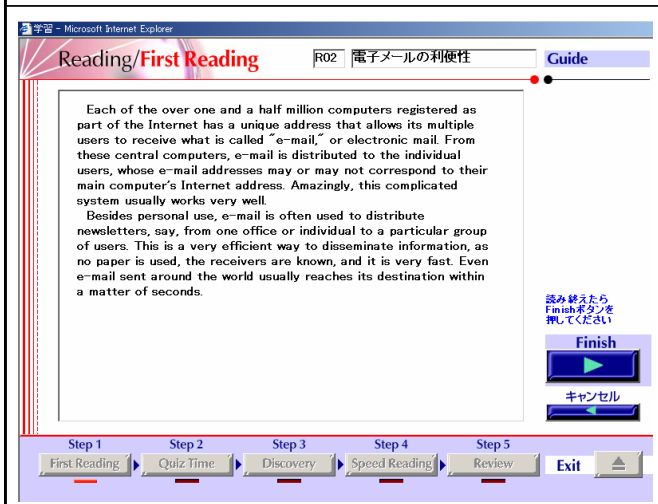 学習 - Microsoft Internet Explorer
Reading/First Reading
R02 電子メールの利便性
Guide
Each of the over one and a half million computers registered as
part of the Internet has a unique address that allows its multiple
users to receive what is called "e-mail," or electronic mail. From
these central computers, e-mail is distributed to the individual
users, whose e-mail addresses may or may not correspond to their
main computer's Internet address. Amazingly, this complicated
system usually works very well.
Besides personal use, e-mail is often used to distribute
newsletters, say, from one office or individual to a particular group
of users. This is a very efficient way to disseminate information, as
no paper is used, the receivers are known, and it is very fast. Even
e-mail sent around the world usually reaches its destination within
a matter of seconds.
読み終えたら
Finishボタンを
押してください
Finish
キャンセル
Step 1 Step 2 Step 3 Step 4 Step 5
First Reading Quiz Time Discovery Speed Reading Review Exit